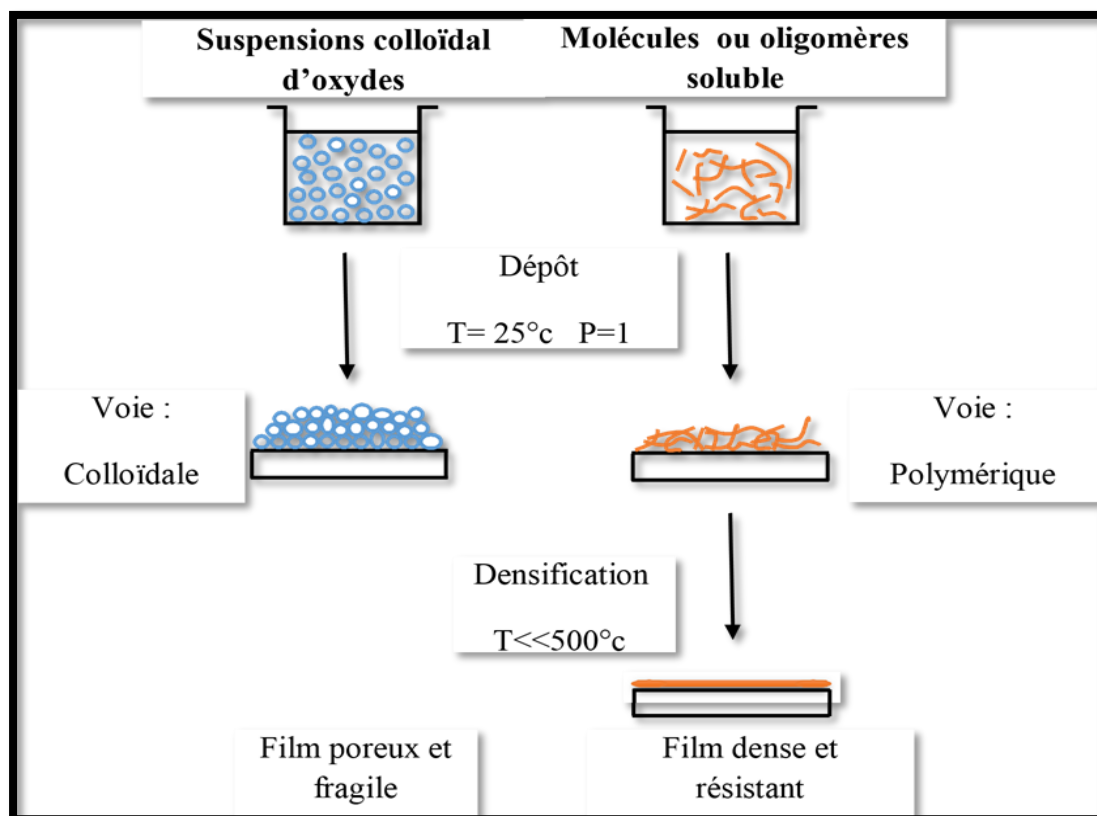 Suspensions colloïdal
d’oxydes
Molécules ou oligomères
soluble
Dépôt
T= 25°c P=1
Voie :
Colloïdale
Voie :
Polymérique
Densification
T<<500°c
Film poreux et
fragile
Film dense et
résistant